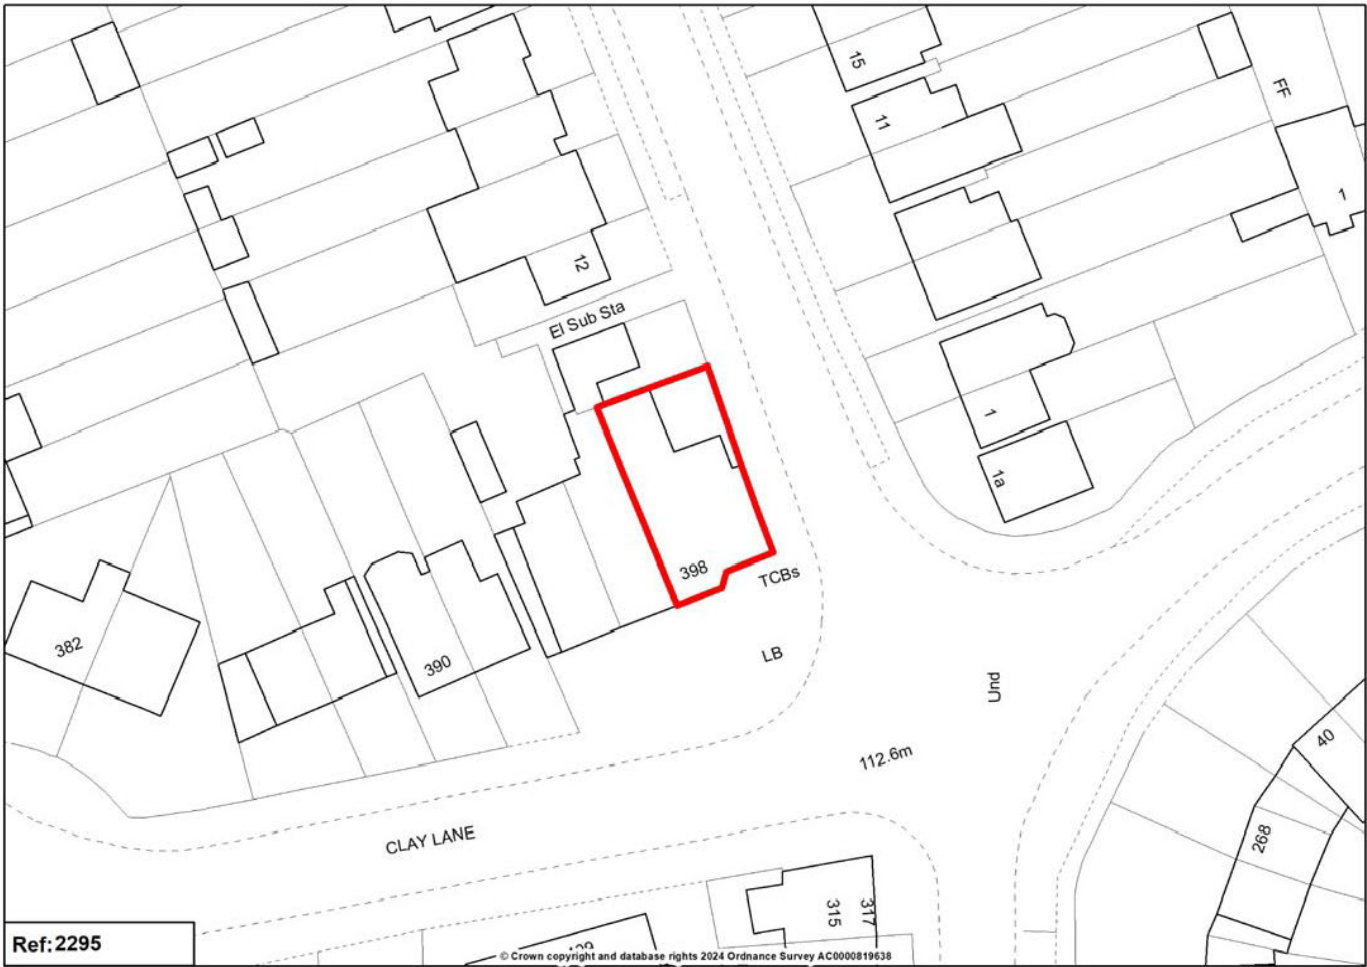 15
FF
11
1
12
El Sub Sta
1
1a
398
TCBs
382
390
LB
Und
40
112.6m
CLAY LANE
268
315
317
Ref:2295
© Crown copyright and database rights 2024 Ordnance Survey AC0000819638